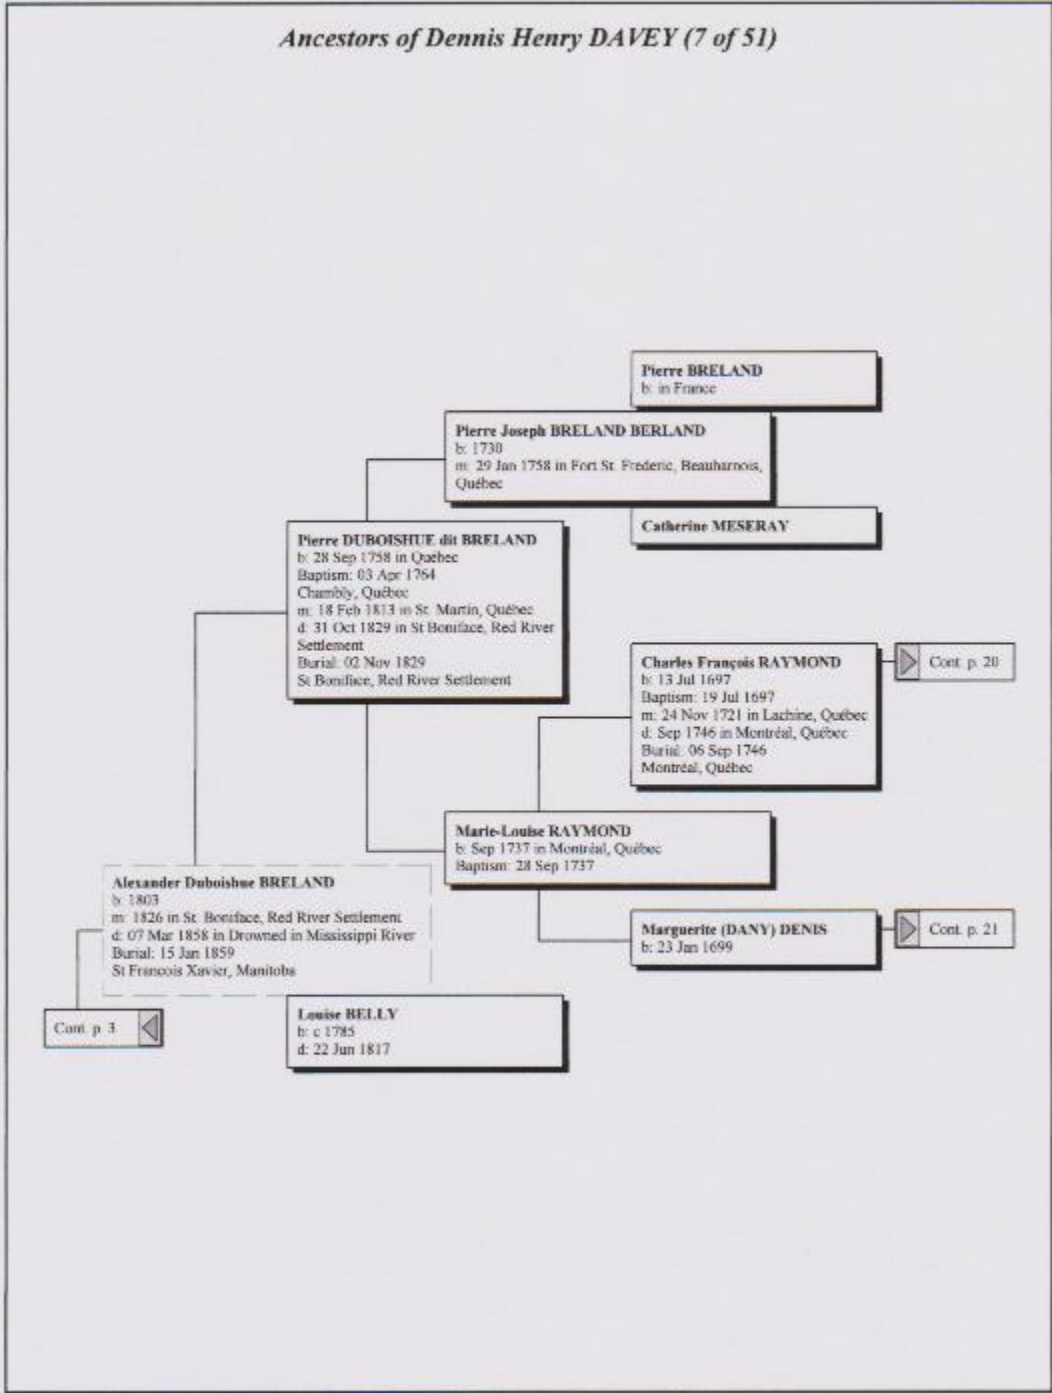 Ancestors of Dennis Henry DAVEY (7 of 51)
Pierre BRELAND
b: in France
Pierre Joseph BRELAND BERLAND
b: 1730
m: 29 Jan 1758 in Fort St. Frederic, Beauharnois,
Québec
Catherine MESERAY
Pierre DUBOISHUE dit BRELAND
b: 28 Sep 1758 in Québec
Baptism: 03 Apr 1764
Chambly, Québec
m: 18 Feb 1813 in St. Martin, Québec
d: 31 Oct 1829 in St Boniface, Red River
Settlement
Burial: 02 Nov 1829
St Boniface, Red River Settlement
Charles François RAYMOND
b: 13 Jul 1697
Baptism: 19 Jul 1697
m: 24 Nov 1721 in Lachine, Québec
d: Sep 1746 in Montréal, Québec
Burial: 06 Sep 1746
Montréal, Québec
Cont. p. 20
Marie-Louise RAYMOND
b: Sep 1737 in Montréal, Québec
Baptism: 28 Sep 1737
Alexander Duboishue BRELAND
b: 1803
m: 1826 in St. Boniface, Red River Settlement
d: 07 Mar 1858 in Drowned in Mississippi River
Burial: 15 Jan 1859
St Francois Xavier, Manitoba
Marguerite (DANY) DENIS
b: 23 Jan 1699
Cont. p. 21
Cont. p. 3
Louise BELLY
b: c 1785
d: 22 Jun 1817